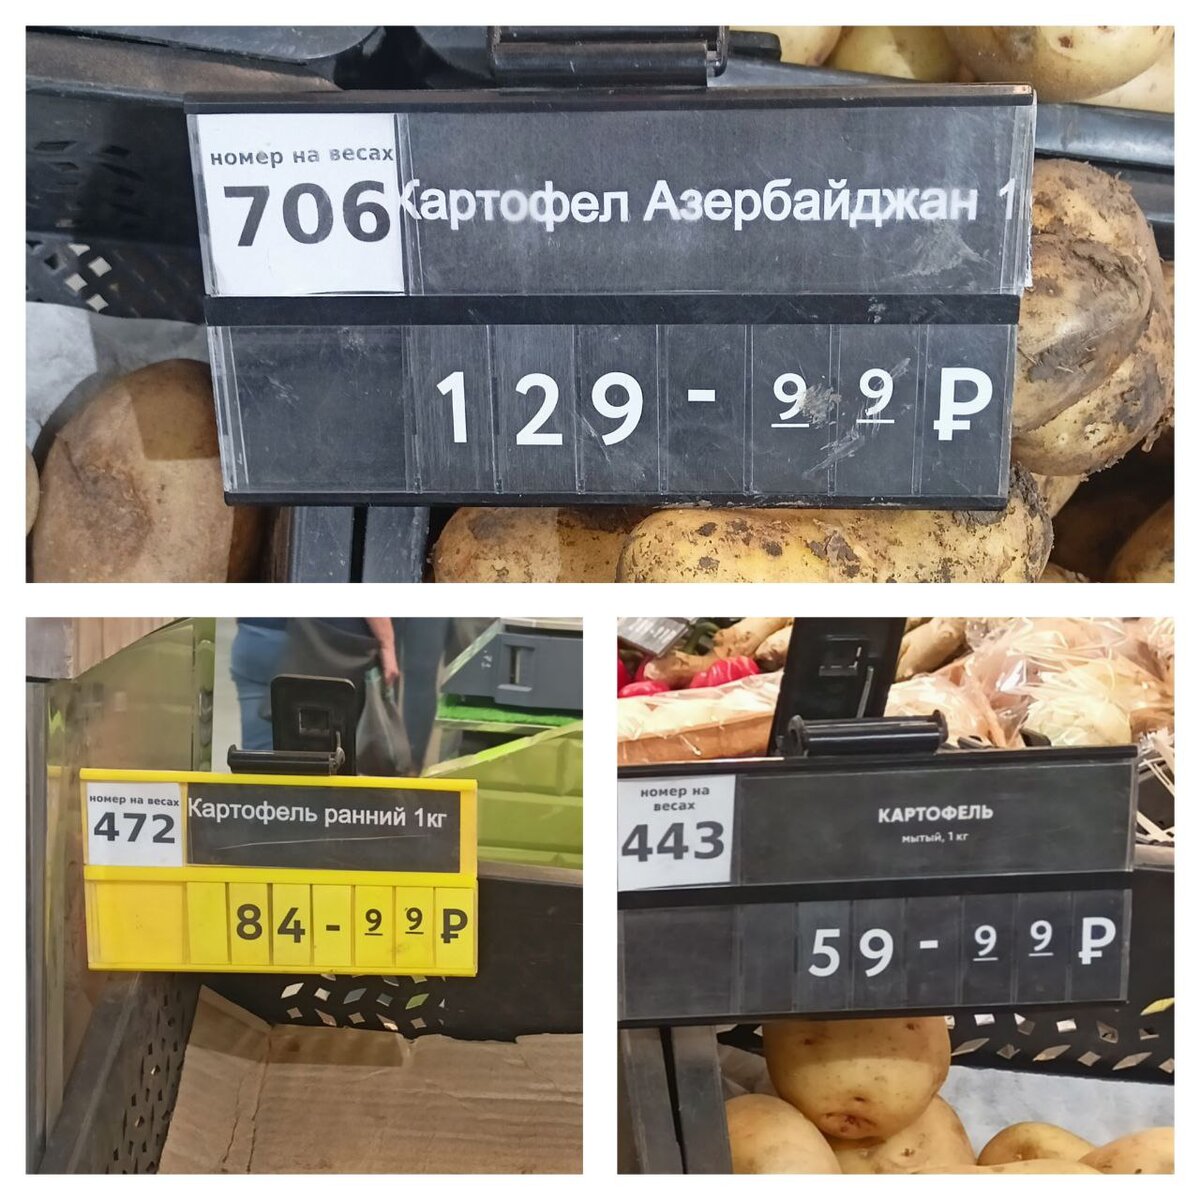 номер на весах
706
Картофел Азербайджан 1
129-99₽
номер на весах
472
Картофель ранний 1кг
84-99₽
номер на
весах
443
КАРТОФЕЛЬ
мытый, 1 кг
59-99₽